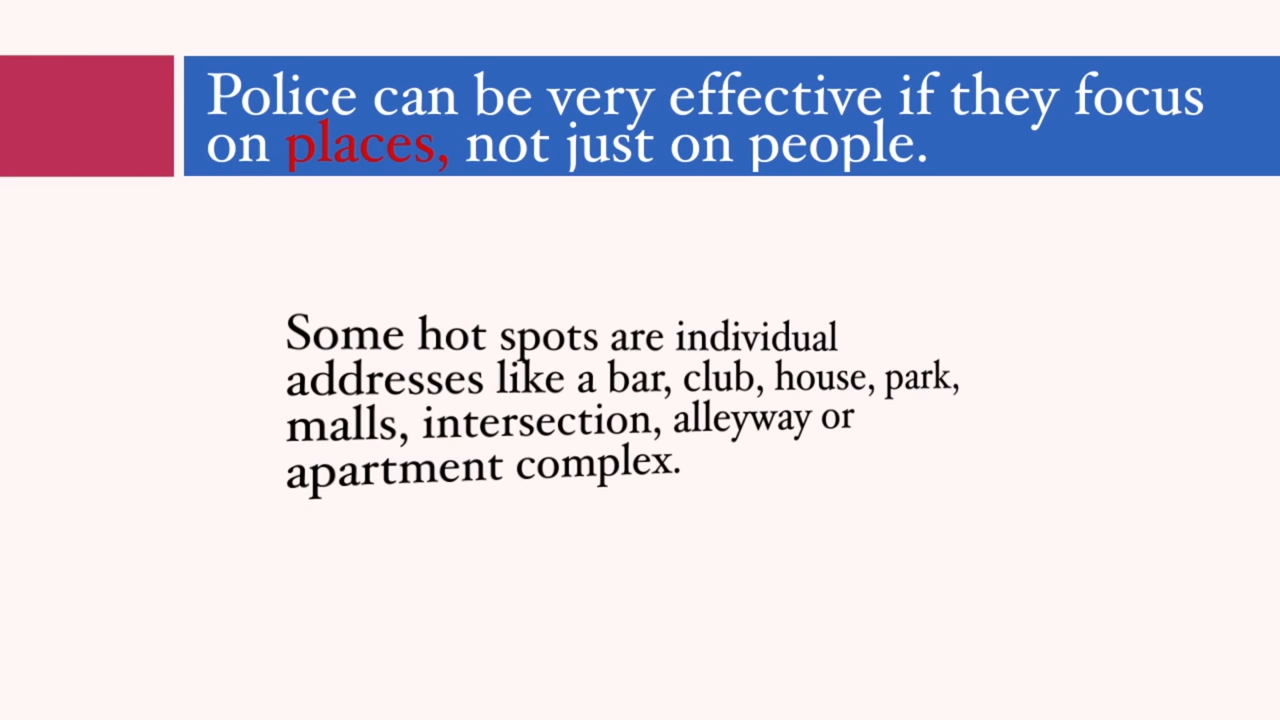 Police can be very effective if they focus
on places, not just on people.
Some hot spots are individual
addresses like a bar, club, house, park,
malls, intersection, alleyway or
apartment complex.